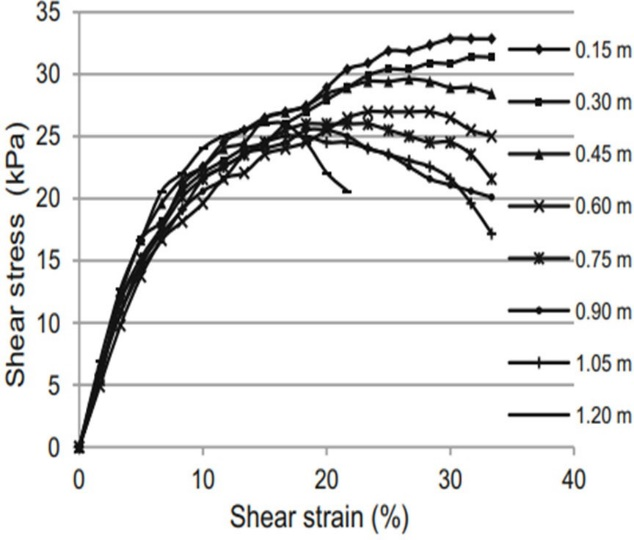 35
30
25
20
15
10
5
0
Shear stress (kPa)
0 10 20 30 40
Shear strain (%)
0.15 m
0.30 m
0.45 m
0.60 m
0.75 m
0.90 m
1.05 m
1.20 m